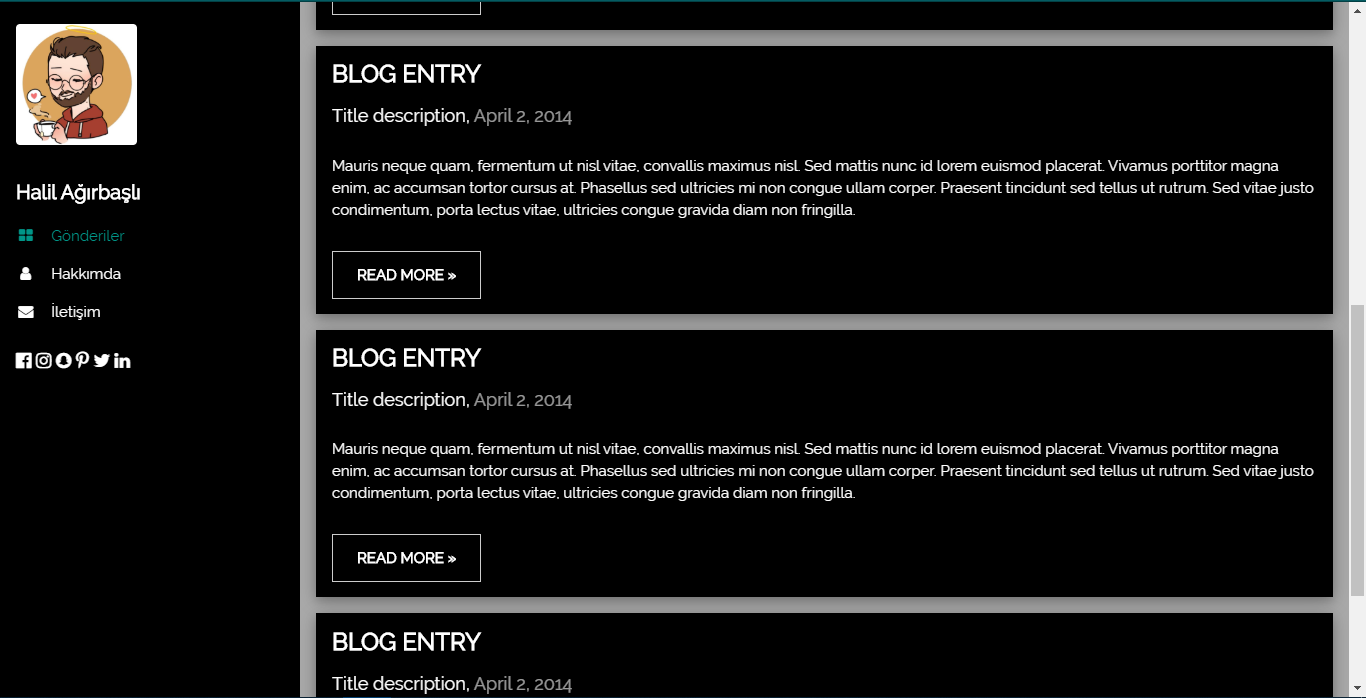 Halil Ağırbaşlı
Gönderiler
Hakkımda
İletişim
BLOG ENTRY
Title description, April 2, 2014
Mauris neque quam, fermentum ut nisl vitae, convallis maximus nisl. Sed mattis nunc id lorem euismod placerat. Vivamus porttitor magna
enim, ac accumsan tortor cursus at. Phasellus sed ultricies mi non congue ullam corper. Praesent tincidunt sed tellus ut rutrum. Sed vitae justo
condimentum, porta lectus vitae, ultricies congue gravida diam non fringilla.
READ MORE »
BLOG ENTRY
Title description, April 2, 2014
Mauris neque quam, fermentum ut nisl vitae, convallis maximus nisl. Sed mattis nunc id lorem euismod placerat. Vivamus porttitor magna
enim, ac accumsan tortor cursus at. Phasellus sed ultricies mi non congue ullam corper. Praesent tincidunt sed tellus ut rutrum. Sed vitae justo
condimentum, porta lectus vitae, ultricies congue gravida diam non fringilla.
READ MORE »
BLOG ENTRY
Title description, April 2, 2014